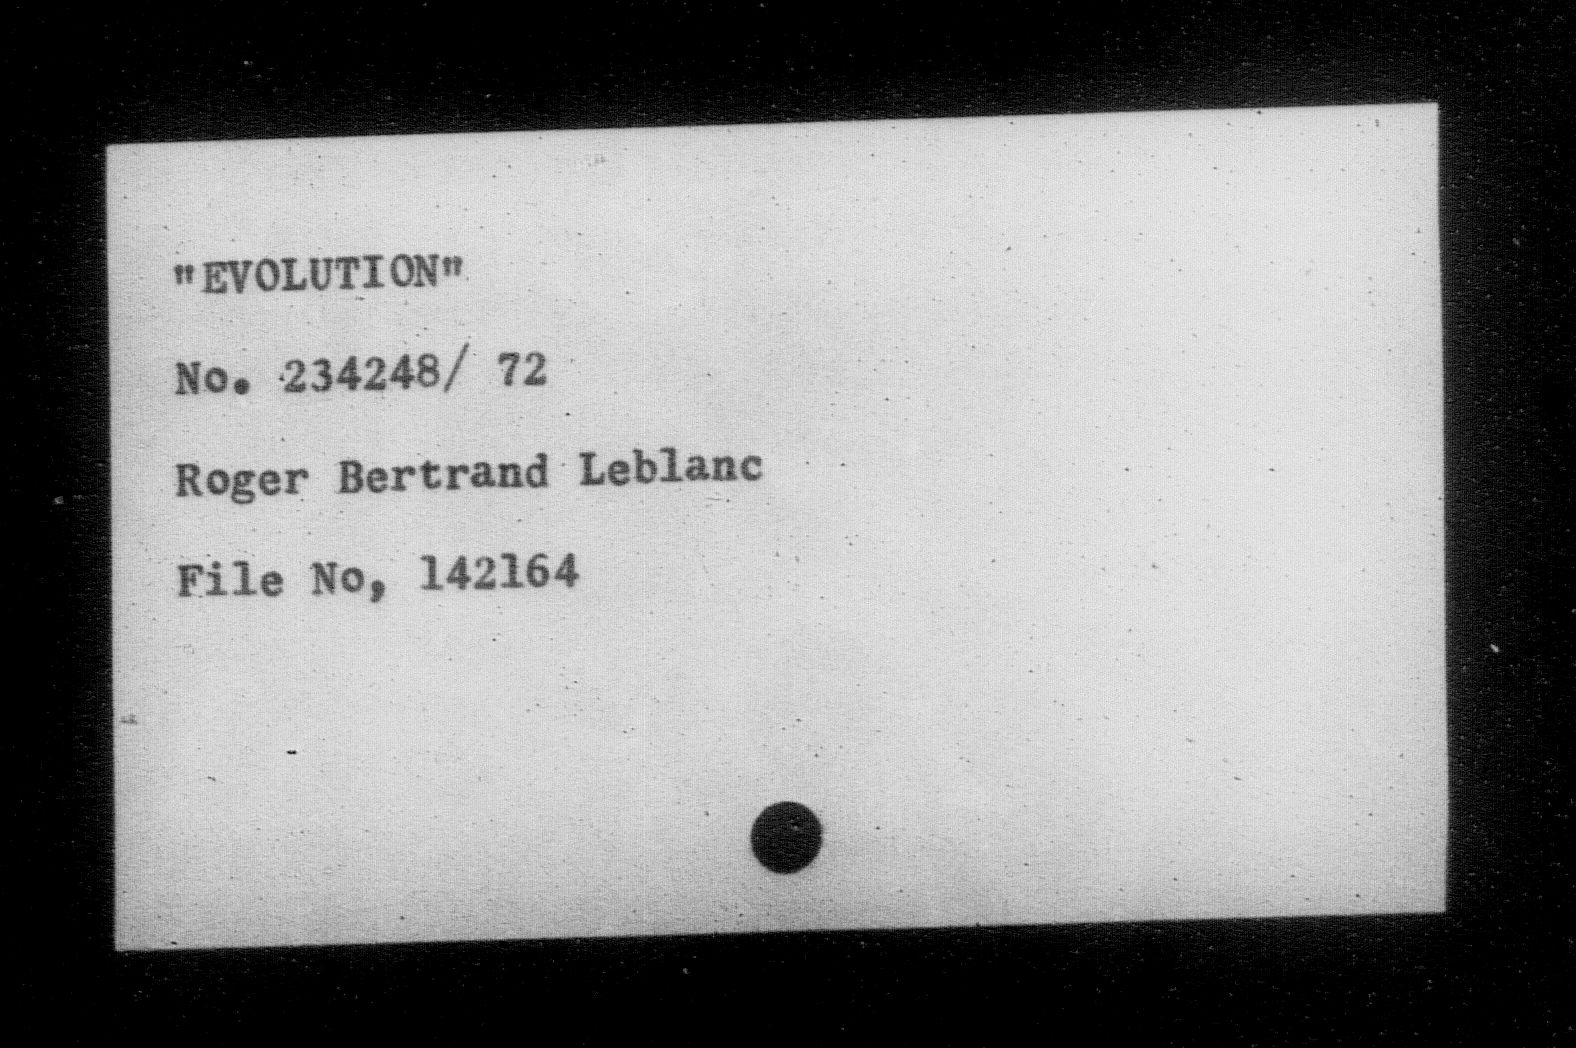 "EVOLUTION"
No. 234248/ 72
Roger Bertrand Leblanc
File No, 142164